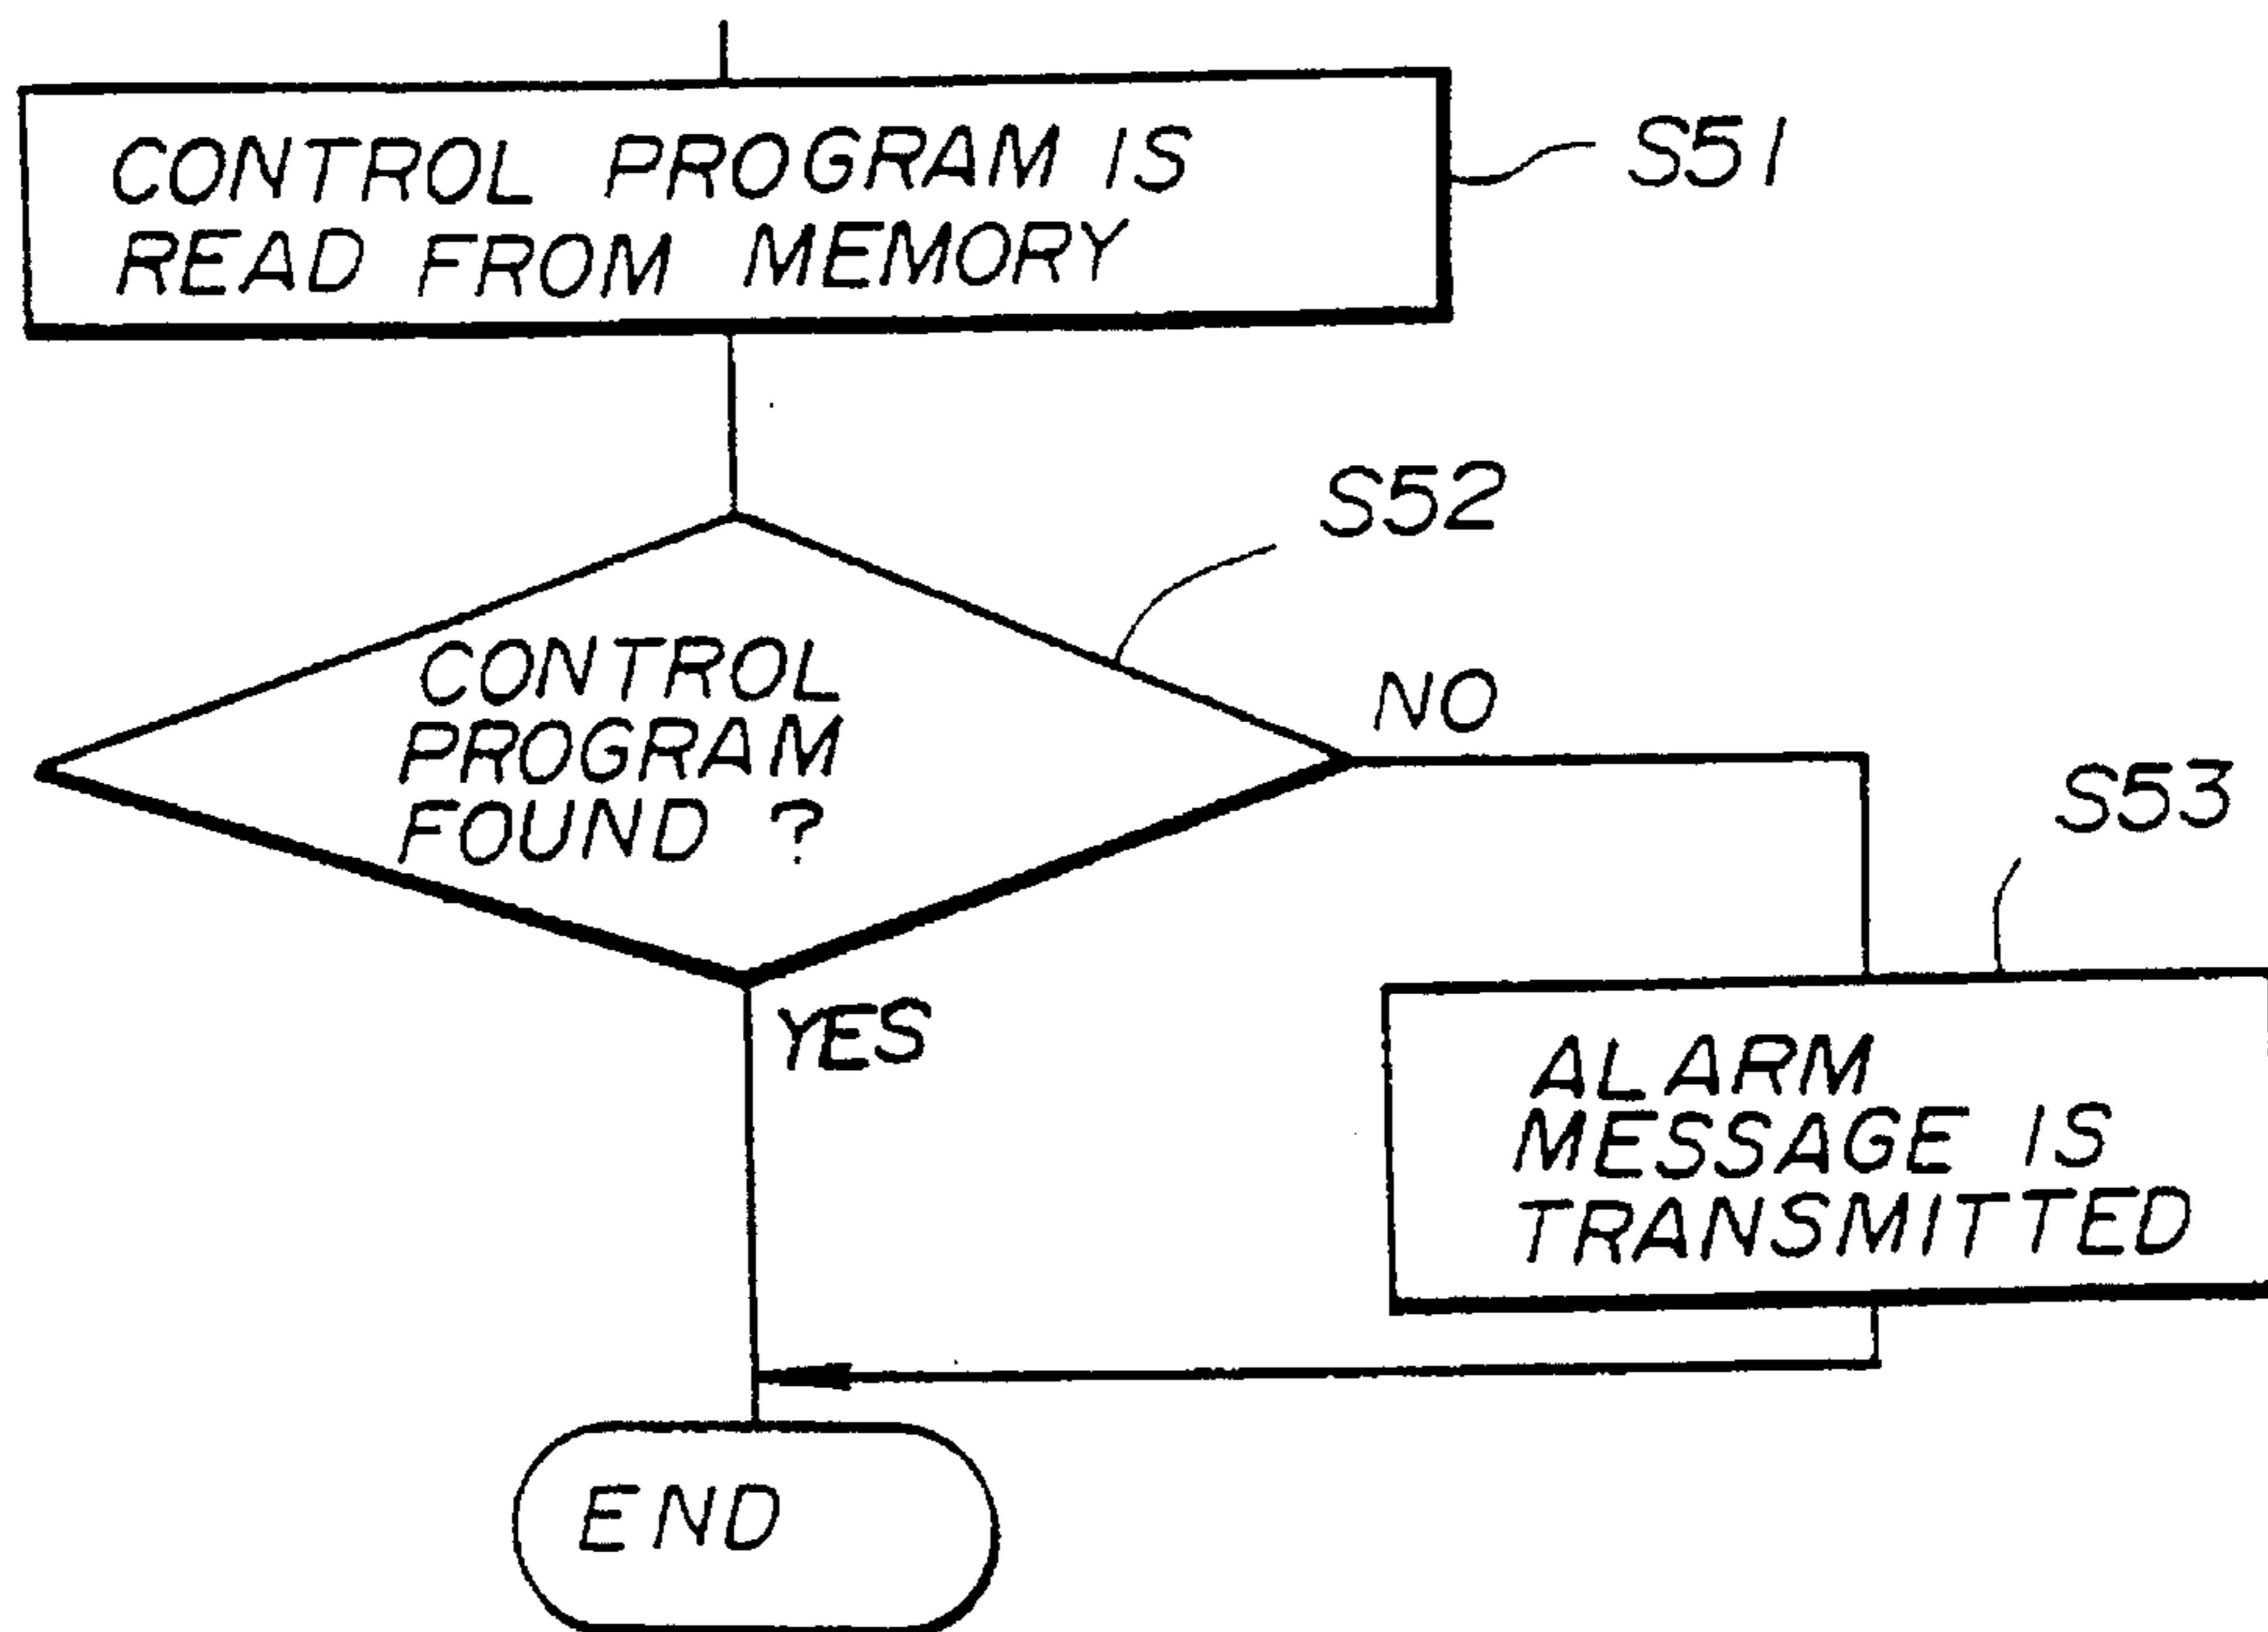 CONTROL PROGRAM IS
READ FROM MEMORY
S51
S52
CONTROL
PROGRAM
FOUND ?
NO
YES
S53
ALARM
MESSAGE IS
TRANSMITTED
END